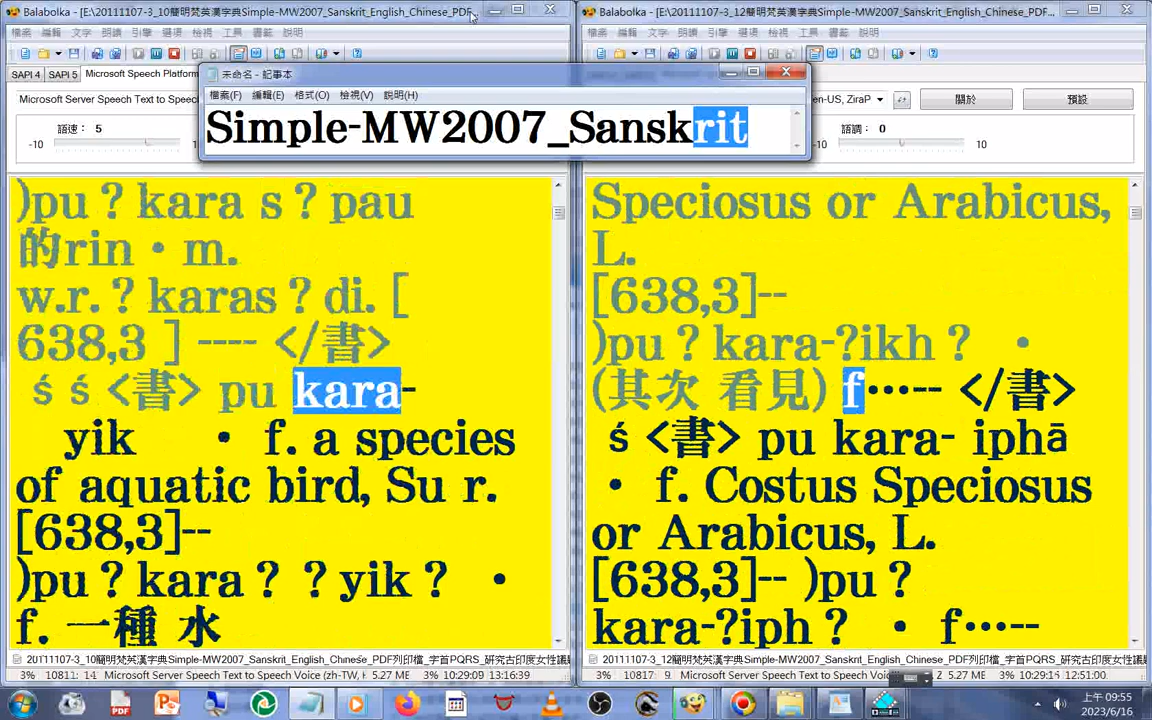 Balabolka - [E:\20111107-3_10簡明梵英漢字典Simple-MW2007_Sanskrit_English_Chinese_PDF
檔案 編輯 文字 朗讀 引擎 選項 檢視 工具 書籤 說明
SAPI 4 SAPI 5 Microsoft Speech Platform
Microsoft Server Speech Text to Speec
語速： 5
-10
未命名 - 記事本
檔案(F) 編輯(E) 格式(O) 檢視(V) 說明(H)
Simple-MW2007_Sanskrit
)pu ? kara s ? pau
的rin · m.
w.r. ? karas ? di. [
638,3 ] ---- </書>
ś ś <書> pu kara-
yik · f. a species
of aquatic bird, Su r.
[638,3]--
)pu ? kara ? ? yik ? ·
f. 一種 水
20111107-3_10簡明梵英漢字典Simple-MW2007_Sanskrit_English_Chinese_PDF列印檔_字首PQRS_研究古印度女性議
3% 10811: 14 Microsoft Server Speech Text to Speech Voice (zh-TW, 5.27 MB 10:29:09 13:16:39
Balabolka - [E:\20111107-3_12簡明梵英漢字典Simple-MW2007_Sanskrit_English_Chinese_PDF...
檔案 編輯 文字 朗讀 引擎 選項 檢視 工具 書籤 說明
en-US, ZiraP 關於 預設
語調： 0
10
Speciosus or Arabicus,
L.
[638,3]--
)pu ? kara-?ikh ? ·
(其次 看見) f···-- </書>
ś <書> pu kara- iphā
· f. Costus Speciosus
or Arabicus, L.
[638,3]-- )pu ?
kara-?iph ? · f···--
20111107-3_12簡明梵英漢字典Simple-MW2007_Sanskrit_English_Chinese_PDF列印檔_字首PQRS_研究古印度女性議
3% 10817: 9 Microsoft Server Speech Text to Speech Voice (en-US, 5.27 MB 10:29:15 12:51:00
上午 09:55
2023/6/16